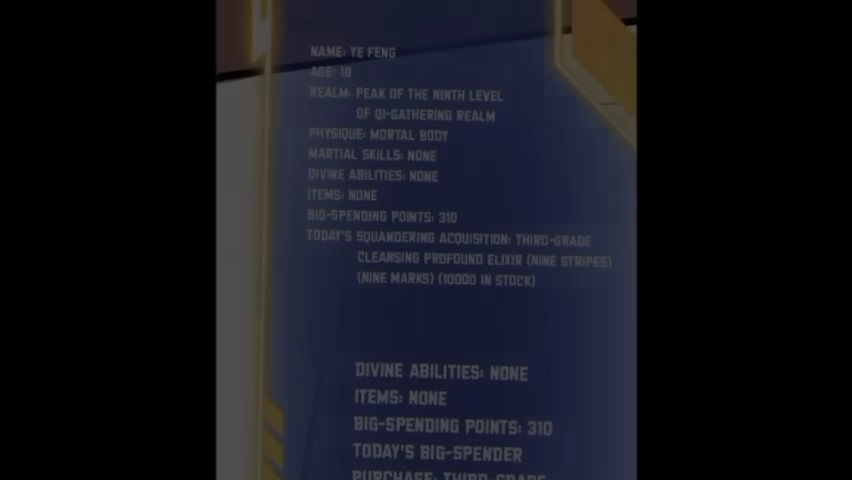 NAME: YE FENG
AGE: 18
REALM: PEAK OF THE NINTH LEVEL
OF QI-GATHERING REALM
PHYSIQUE: MORTAL BODY
MARTIAL SKILLS: NONE
DIVINE ABILITIES: NONE
ITEMS: NONE
BIG-SPENDING POINTS: 310
TODAY'S SQUANDERING ACQUISITION: THIRD-GRADE
CLEANSING PROFOUND ELIXIR (NINE STRIPES)
(NINE MARKS) (10000 IN STOCK)
DIVINE ABILITIES: NONE
ITEMS: NONE
BIG-SPENDING POINTS: 310
TODAY'S BIG-SPENDER
PURCHASE: THIRD-GRADE